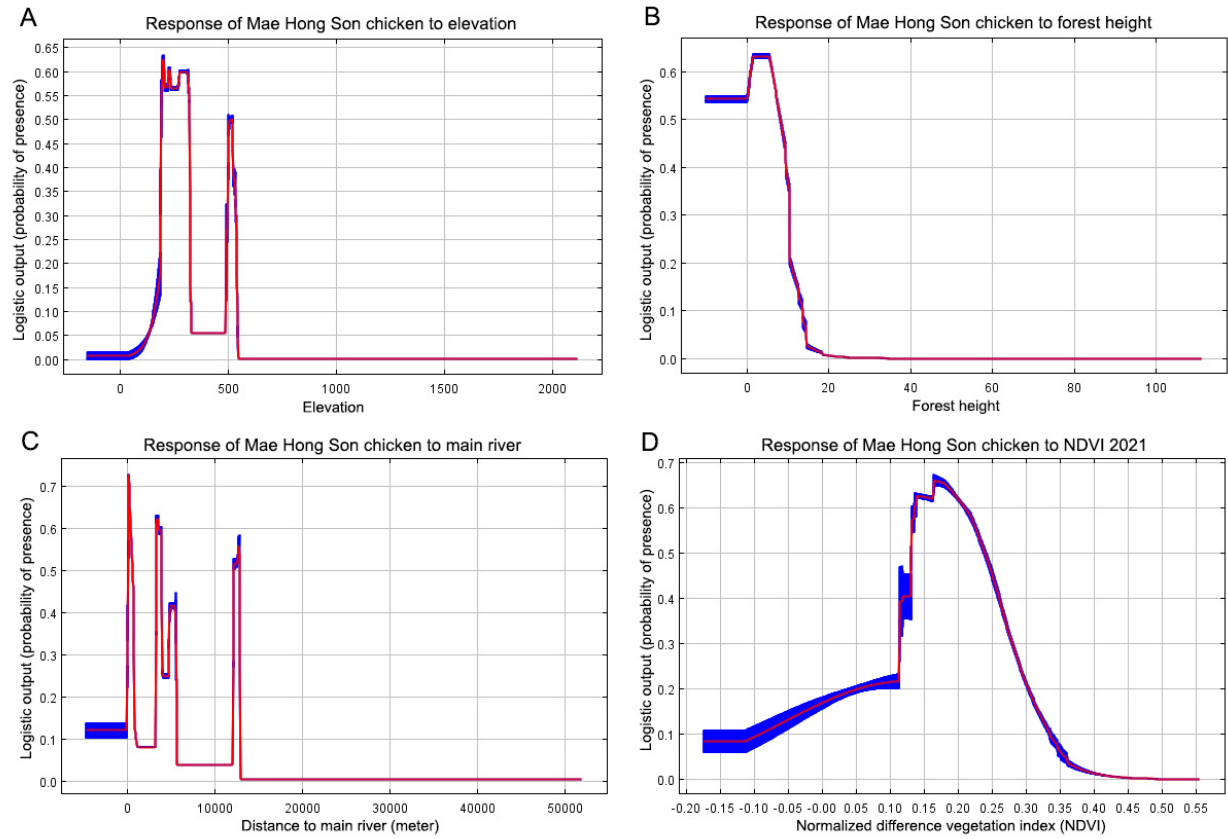 A
Response of Mae Hong Son chicken to elevation
Logistic output (probability of presence)
0.65
0.60
0.55
0.50
0.45
0.40
0.35
0.30
0.25
0.20
0.15
0.10
0.05
0.00
0 500 1000 1500 2000
Elevation
B
Response of Mae Hong Son chicken to forest height
Logistic output (probability of presence)
0.6
0.5
0.4
0.3
0.2
0.1
0.0
0 20 40 60 80 100
Forest height
C
Response of Mae Hong Son chicken to main river
Logistic output (probability of presence)
0.7
0.6
0.5
0.4
0.3
0.2
0.1
0.0
0 10000 20000 30000 40000 50000
Distance to main river (meter)
D
Response of Mae Hong Son chicken to NDVI 2021
Logistic output (probability of presence)
0.7
0.6
0.5
0.4
0.3
0.2
0.1
0.0
-0.20 -0.15 -0.10 -0.05 -0.00 0.05 0.10 0.15 0.20 0.25 0.30 0.35 0.40 0.45 0.50 0.55
Normalized difference vegetation index (NDVI)